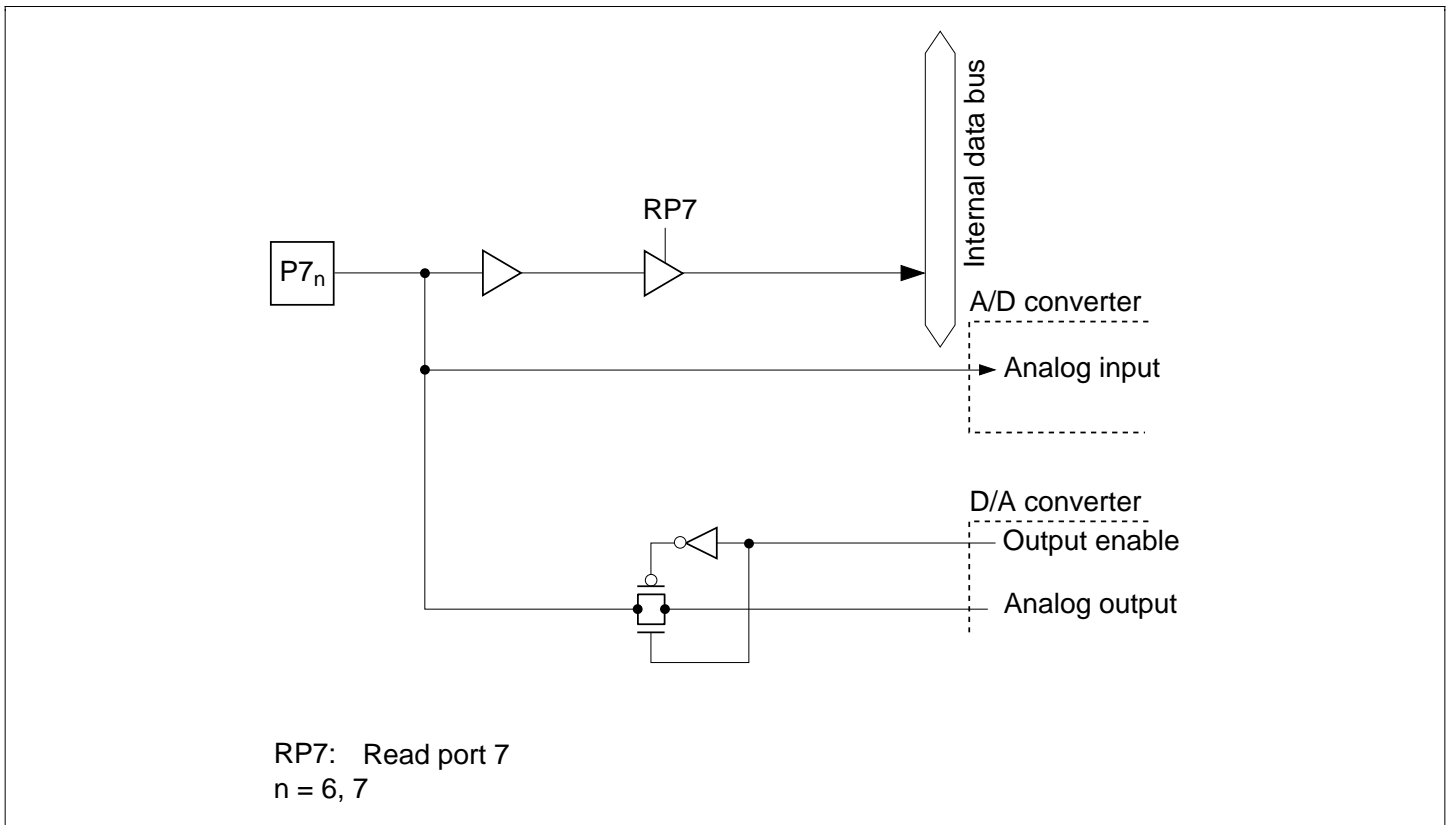 Internal data bus
RP7
P7n
A/D converter
Analog input
D/A converter
Output enable
Analog output
RP7: Read port 7
n = 6, 7